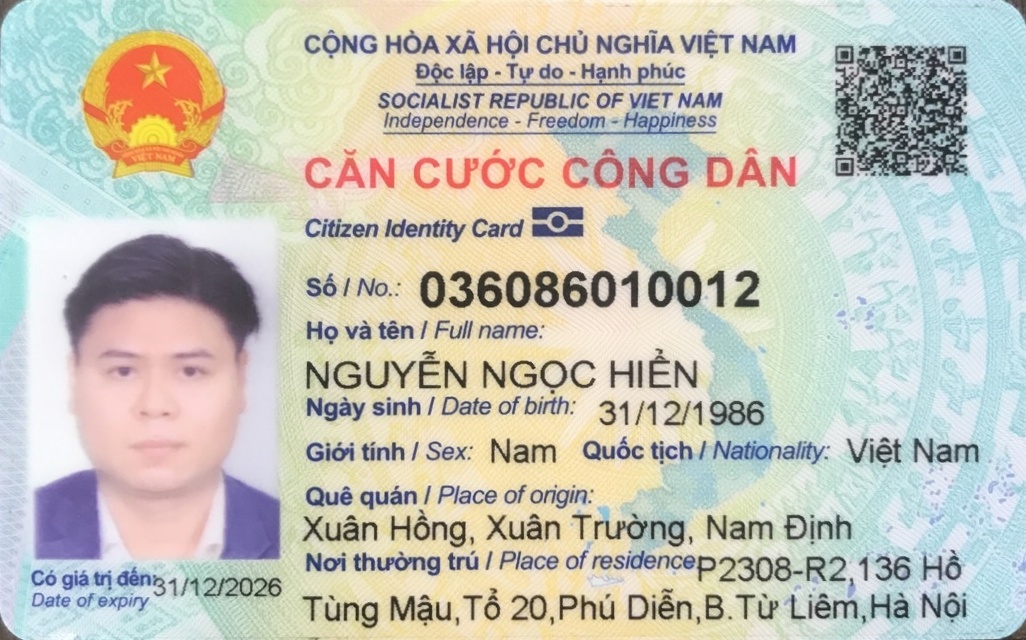 CỘNG HÒA XÃ HỘI CHỦ NGHĨA VIỆT NAM
Độc lập - Tự do - Hạnh phúc
SOCIALIST REPUBLIC OF VIET NAM
Independence - Freedom - Happiness
CĂN CƯỚC CÔNG DÂN
Citizen Identity Card
Số / No.: 036086010012
Họ và tên / Full name:
NGUYỄN NGỌC HIỂN
Ngày sinh / Date of birth: 31/12/1986
Giới tính / Sex: Nam Quốc tịch / Nationality: Việt Nam
Quê quán / Place of origin:
Xuân Hồng, Xuân Trường, Nam Định
Nơi thường trú / Place of residence: P2308-R2,136 Hồ
Tùng Mậu,Tổ 20,Phú Diễn,B.Từ Liêm,Hà Nội
Có giá trị đến: 31/12/2026
Date of expiry
VIỆT NAM